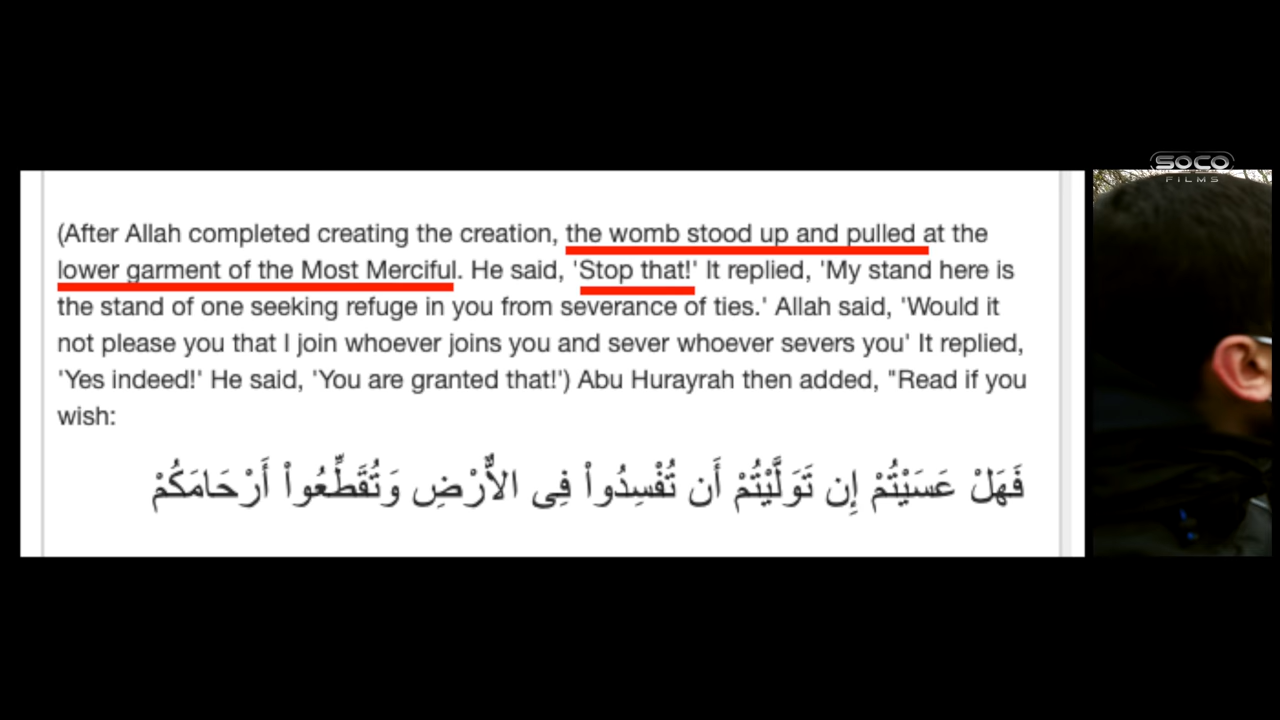 SOCO
FILMS
(After Allah completed creating the creation, the womb stood up and pulled at the
lower garment of the Most Merciful. He said, 'Stop that!' It replied, 'My stand here is
the stand of one seeking refuge in you from severance of ties.' Allah said, 'Would it
not please you that I join whoever joins you and sever whoever severs you' It replied,
'Yes indeed!' He said, 'You are granted that!') Abu Hurayrah then added, "Read if you
wish:
فَهَلْ عَسَيْتُمْ إِن تَوَلَّيْتُمْ أَن تُفْسِدُواْ فِى الاٌّرْضِ وَتُقَطِّعُواْ أَرْحَامَكُمْ